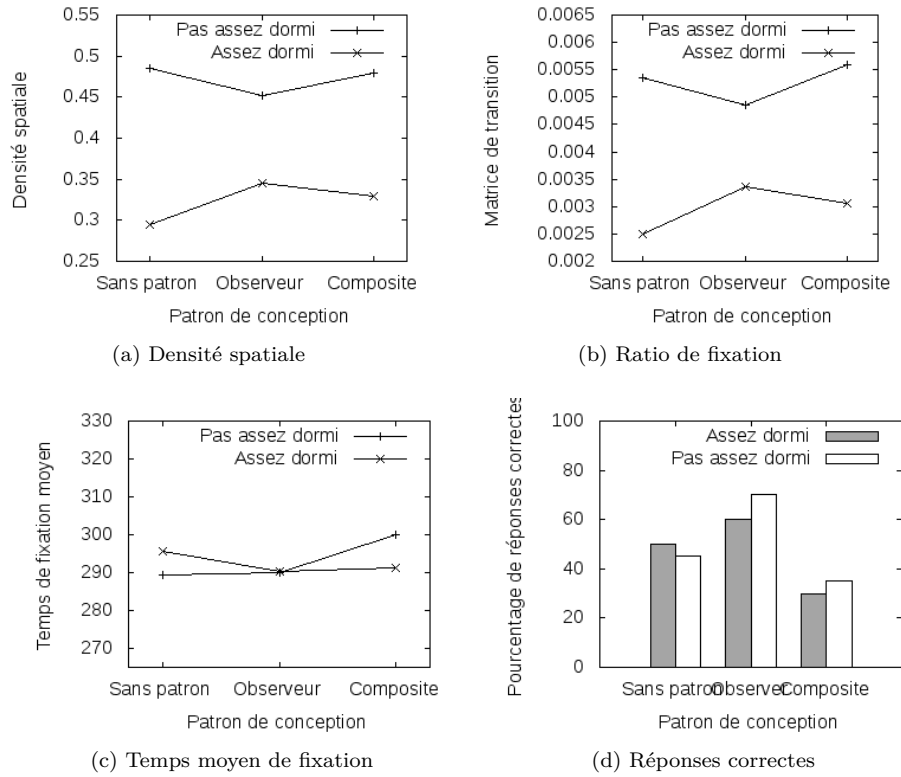 0.55
0.5
0.45
0.4
0.35
0.3
0.25
Densité spatiale
Pas assez dormi
Assez dormi
Sans patron Observeur Composite
Patron de conception
(a) Densité spatiale
0.0065
0.006
0.0055
0.005
0.0045
0.004
0.0035
0.003
0.0025
0.002
Matrice de transition
Pas assez dormi
Assez dormi
Sans patron Observeur Composite
Patron de conception
(b) Ratio de fixation
330
320
310
300
290
280
270
Temps de fixation moyen
Pas assez dormi
Assez dormi
Sans patron Observeur Composite
Patron de conception
(c) Temps moyen de fixation
100
80
60
40
20
0
Pourcentage de réponses correctes
Assez dormi
Pas assez dormi
Sans patron Observeur Composite
Patron de conception
(d) Réponses correctes